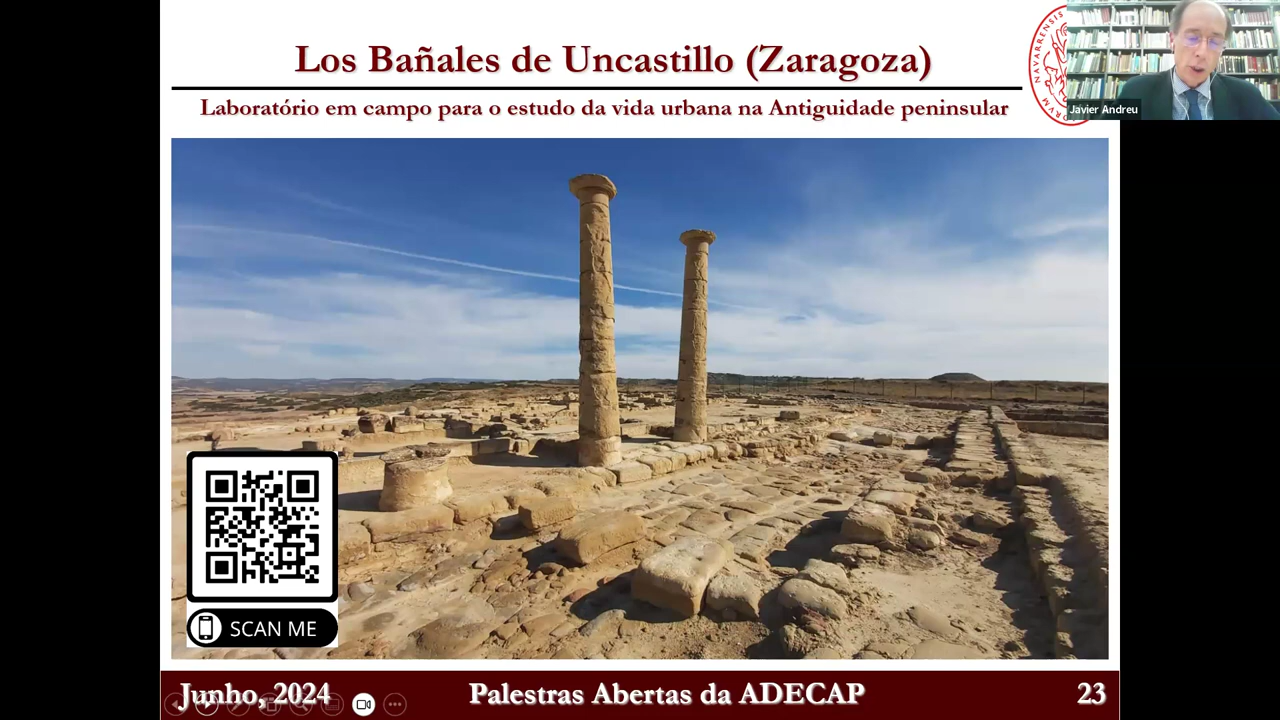 Los Bañales de Uncastillo (Zaragoza)
Laboratório em campo para o estudo da vida urbana na Antiguidade peninsular
NAVARRENSIS
Javier Andreu
SCAN ME
Junho, 2024
Palestras Abertas da ADECAP
23